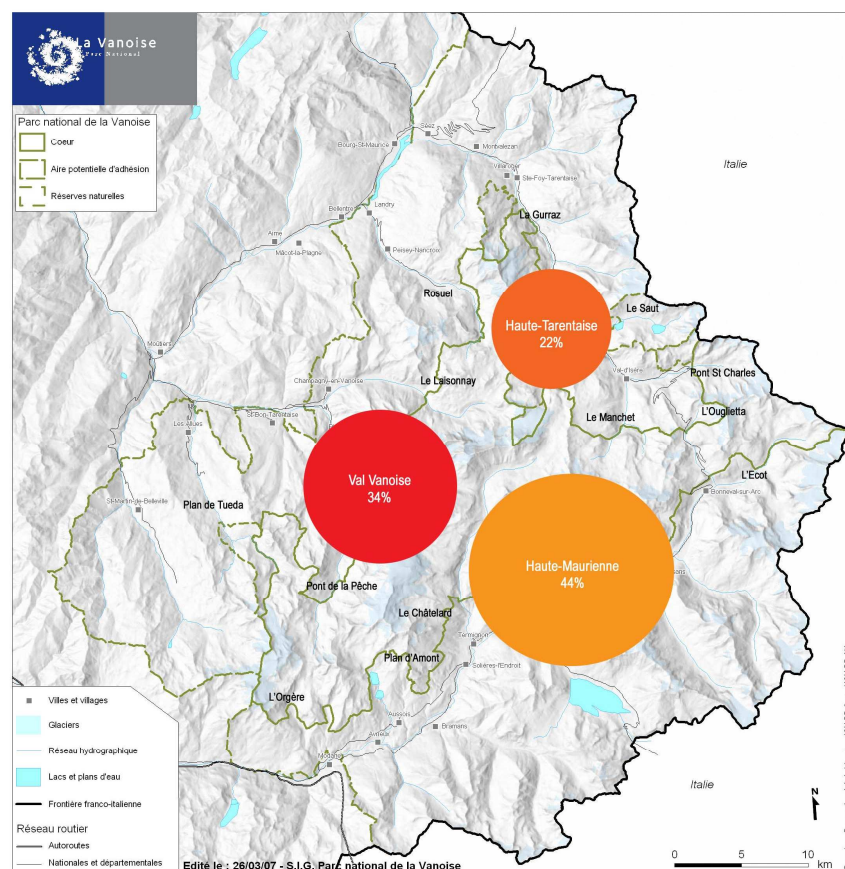 La Vanoise
Parc National
Parc national de la Vanoise
Coeur
Aire potentielle d'adhésion
Réserves naturelles
Séez
Bourg-St-Maurice
Montvalezan
Italie
Villaroger
Ste-Foy-Tarentaise
Landry
La Gurraz
Bellentre
Aime
Mâcot-la-Plagne
Peisey-Nancroix
Rosuel
Le Saut
Haute-Tarentaise
22%
Moûtiers
Pont St Charles
Val-d'Isère
Le Laisonnay
Champagny-en-Vanoise
L'Ouglietta
Le Manchet
St-Bon-Tarentaise
Les Allues
L'Ecot
Val Vanoise
34%
Bonneval-sur-Arc
St-Martin-de-Belleville
Plan de Tueda
Haute-Maurienne
44%
Pont de la Pêche
Le Châtelard
Termignon
Plan d'Amont
Sollières-l'Endroit
L'Orgère
Aussois
Bramans
Avrieux
Modane
Italie
Villes et villages
Glaciers
Réseau hydrographique
Lacs et plans d'eau
Frontière franco-italienne
Réseau routier
Autoroutes
Nationales et départementales
N
0 5 10
km
Edité le : 26/03/07 - S.I.G. Parc national de la Vanoise